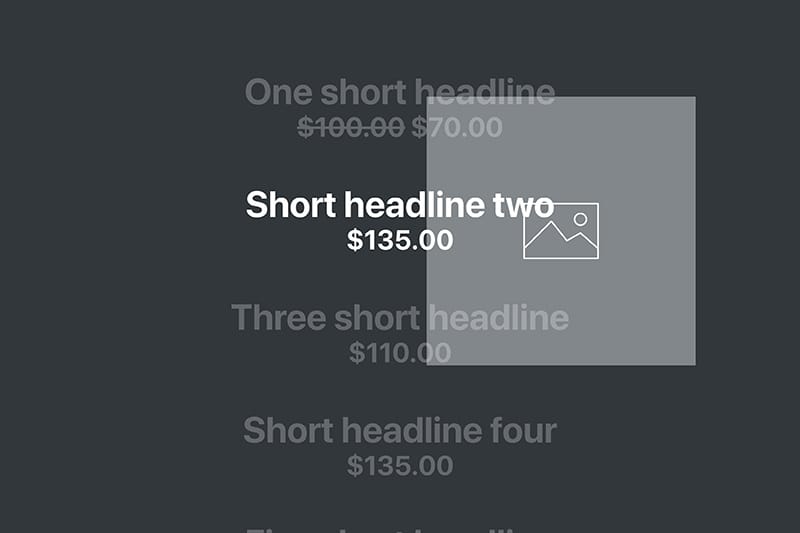 One short headline
$100.00 $70.00
Short headline two
$135.00
Three short headline
$110.00
Short headline four
$135.00